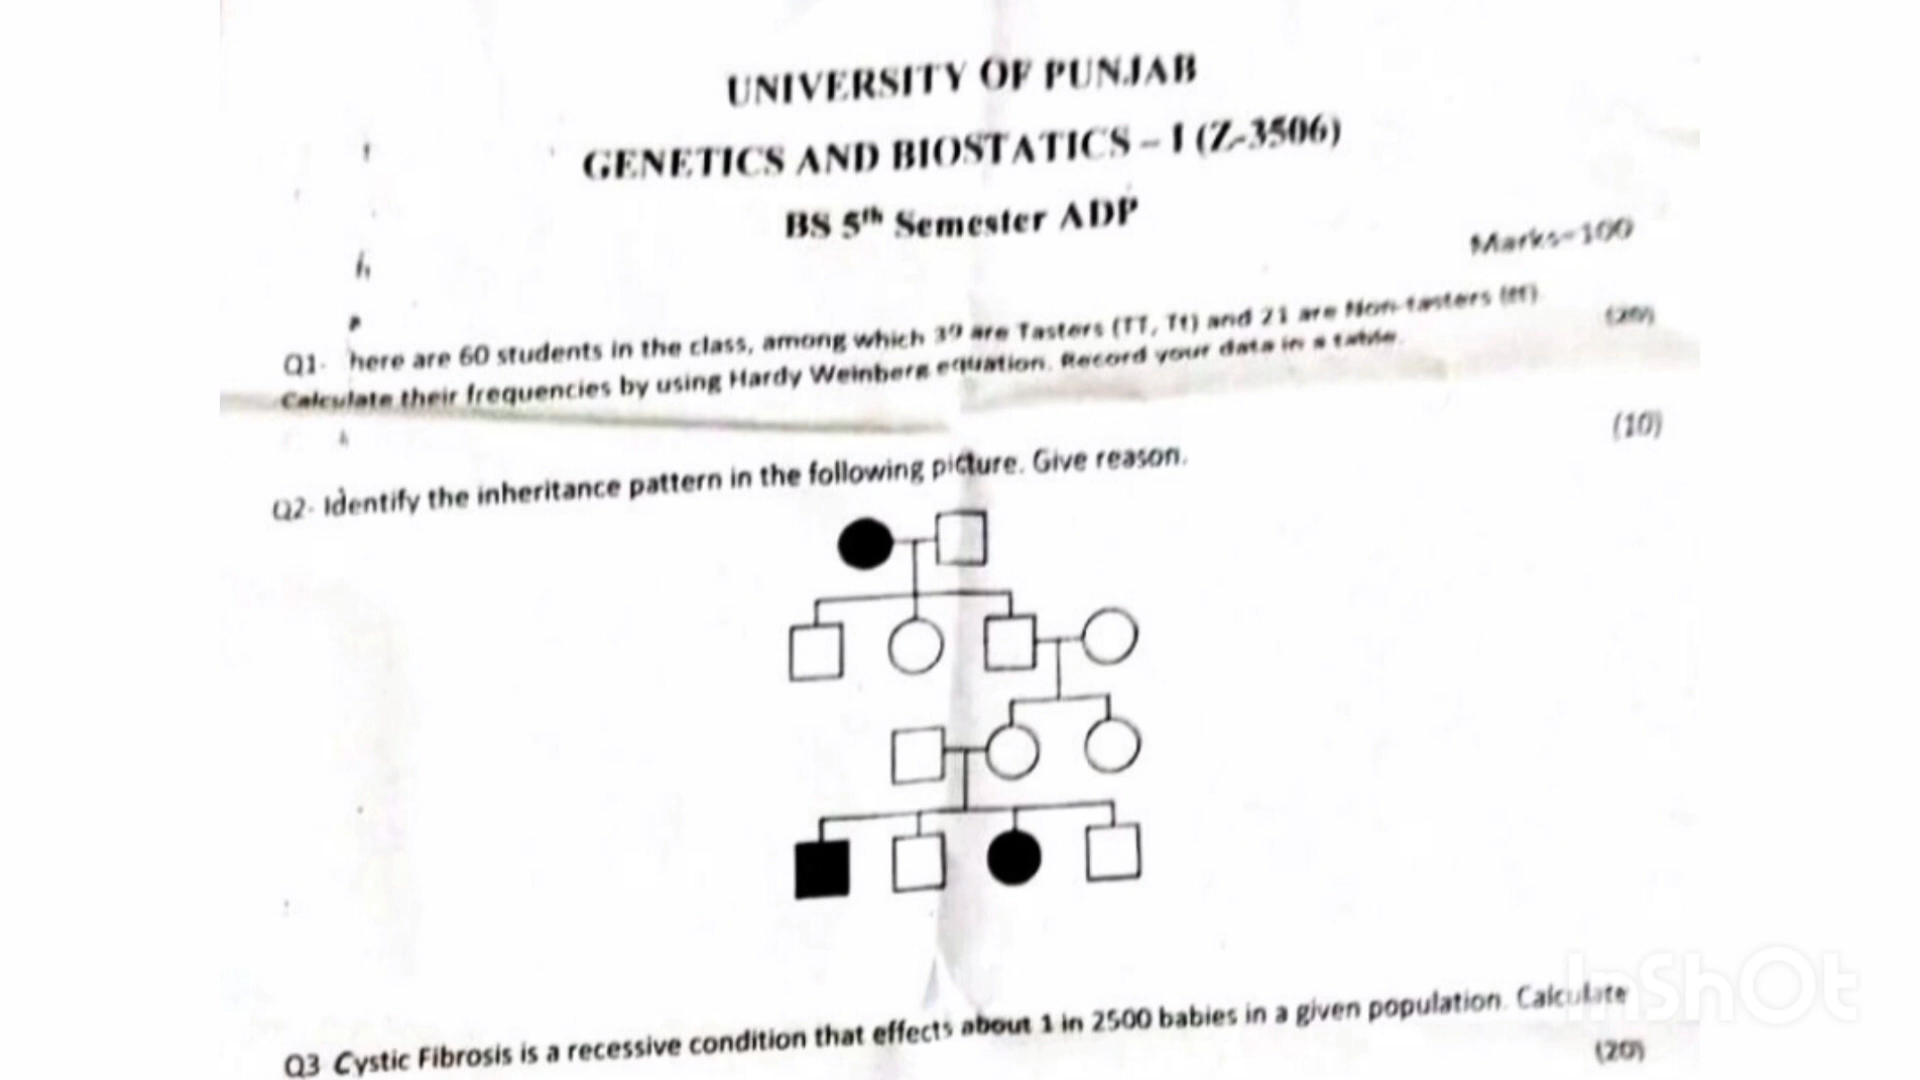 UNIVERSITY OF PUNJAB
GENETICS AND BIOSTATICS – I (Z-3506)
BS 5th Semester ADP
Marks=100
Q1- here are 60 students in the class, among which 39 are Tasters (TT, Tt) and 21 are Non-tasters (tt).
(20)
Calculate their frequencies by using Hardy Weinberg equation. Record your data in a table.
(10)
Q2- Identify the inheritance pattern in the following picture. Give reason.
Q3 Cystic Fibrosis is a recessive condition that effects about 1 in 2500 babies in a given population. Calculate
(20)
InShOt